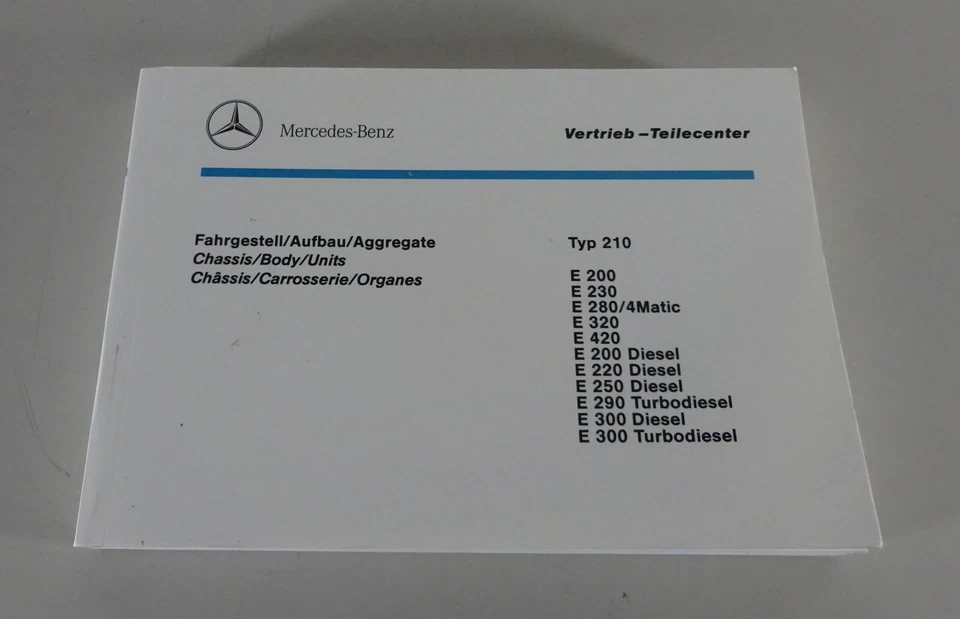 Mercedes-Benz
Vertrieb –Teilecenter
Fahrgestell/Aufbau/Aggregate
Chassis/Body/Units
Châssis/Carrosserie/Organes
Typ 210
E 200
E 230
E 280/4Matic
E 320
E 420
E 200 Diesel
E 220 Diesel
E 250 Diesel
E 290 Turbodiesel
E 300 Diesel
E 300 Turbodiesel